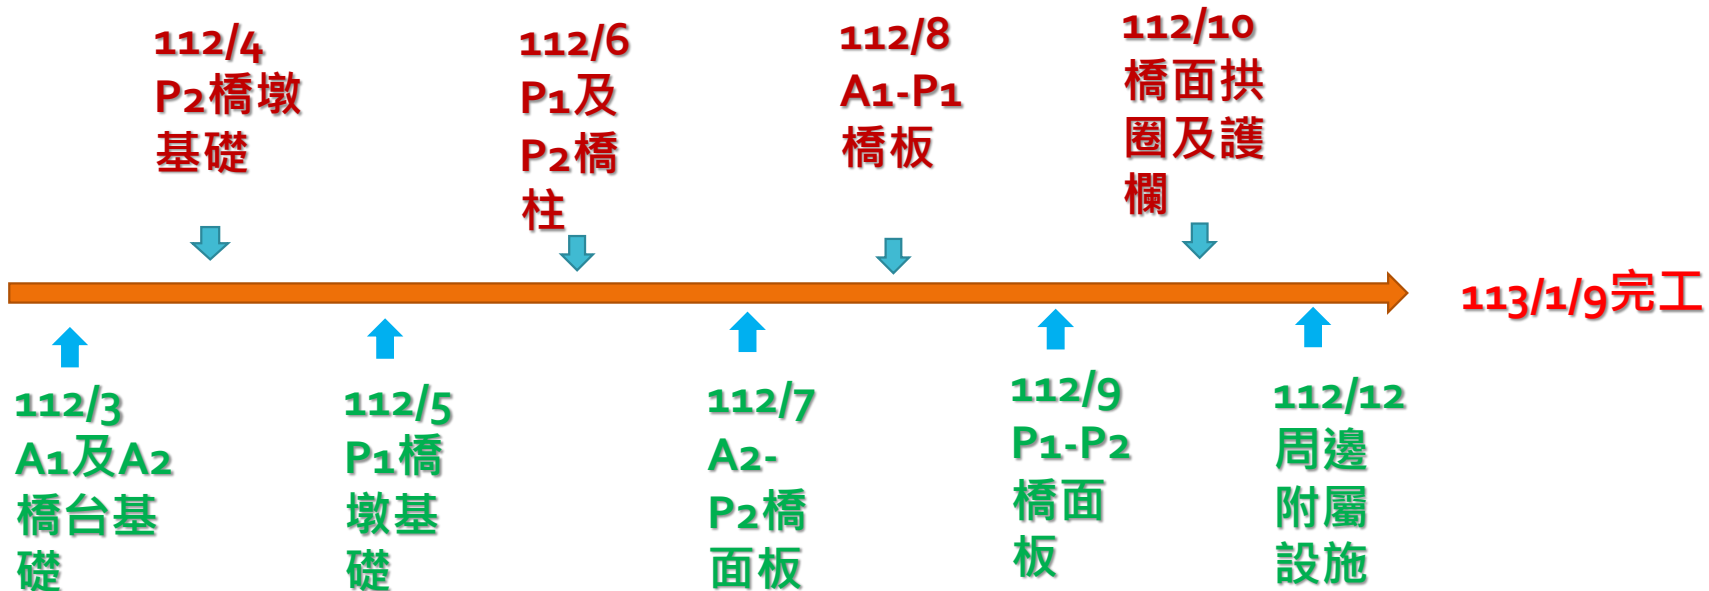 112/4
P2橋墩
基礎
112/6
P1及
P2橋
柱
112/8
A1-P1
橋板
112/10
橋面拱
圈及護
欄
113/1/9完工
112/3
A1及A2
橋台基
礎
112/5
P1橋
墩基
礎
112/7
A2-
P2橋
面板
112/9
P1-P2
橋面
板
112/12
周邊
附屬
設施